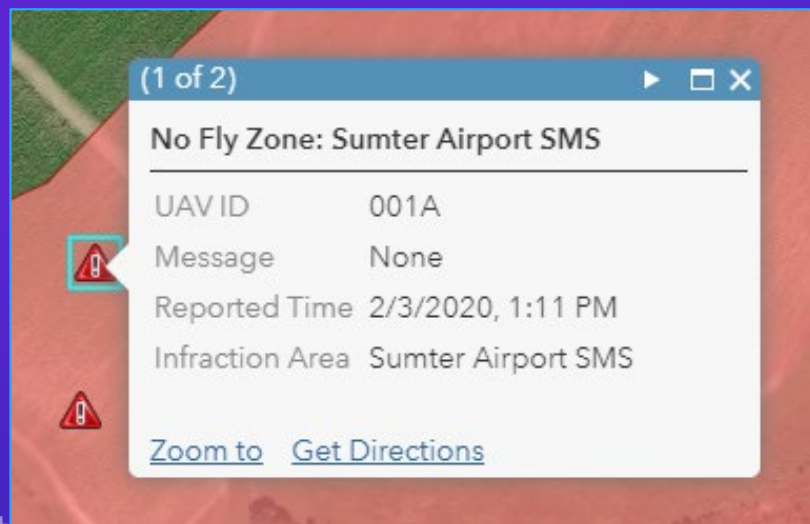 (1 of 2)
No Fly Zone: Sumter Airport SMS
UAV ID 001A
Message None
Reported Time 2/3/2020, 1:11 PM
Infraction Area Sumter Airport SMS
Zoom to Get Directions